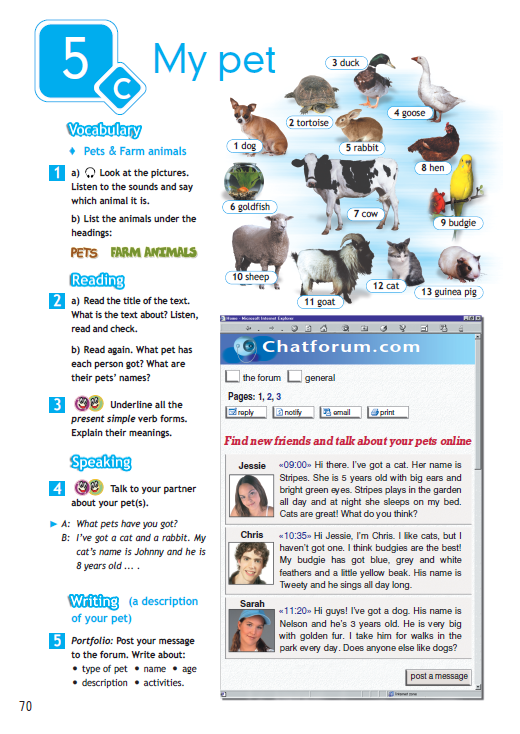 5
C
My pet
Vocabulary
♦ Pets & Farm animals
1 a) Look at the pictures.
Listen to the sounds and say
which animal it is.
b) List the animals under the
headings:
PETS FARM ANIMALS
Reading
2 a) Read the title of the text.
What is the text about? Listen,
read and check.
b) Read again. What pet has
each person got? What are
their pets' names?
3 Underline all the
present simple verb forms.
Explain their meanings.
Speaking
4 Talk to your partner
about your pet(s).
► A: What pets have you got?
B: I've got a cat and a rabbit. My
cat's name is Johnny and he is
8 years old ... .
Writing (a description
of your pet)
5 Portfolio: Post your message
to the forum. Write about:
• type of pet • name • age
• description • activities.
70
3 duck
4 goose
2 tortoise
1 dog
5 rabbit
8 hen
6 goldfish
7 cow
9 budgie
10 sheep
12 cat
13 guinea pig
11 goat
Home - Microsoft Internet Explorer
Chatforum.com
the forum general
Pages: 1, 2, 3
reply notify email print
Find new friends and talk about your pets online
Jessie
«09:00» Hi there. I've got a cat. Her name is
Stripes. She is 5 years old with big ears and
bright green eyes. Stripes plays in the garden
all day and at night she sleeps on my bed.
Cats are great! What do you think?
Chris
«10:35» Hi Jessie, I'm Chris. I like cats, but I
haven't got one. I think budgies are the best!
My budgie has got blue, grey and white
feathers and a little yellow beak. His name is
Tweety and he sings all day long.
Sarah
«11:20» Hi guys! I've got a dog. His name is
Nelson and he's 3 years old. He is very big
with golden fur. I take him for walks in the
park every day. Does anyone else like dogs?
post a message
Internet zone